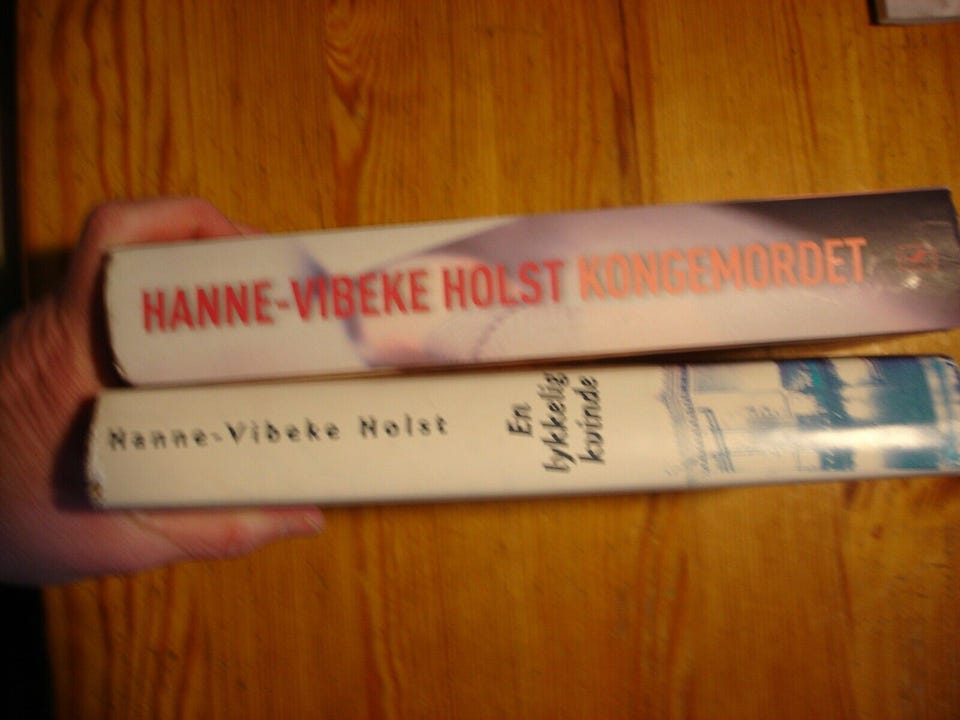 HANNE-VIBEKE HOLST KONGEMORDET
Hanne-Vibeke Holst
En
lykkelig
kvinde